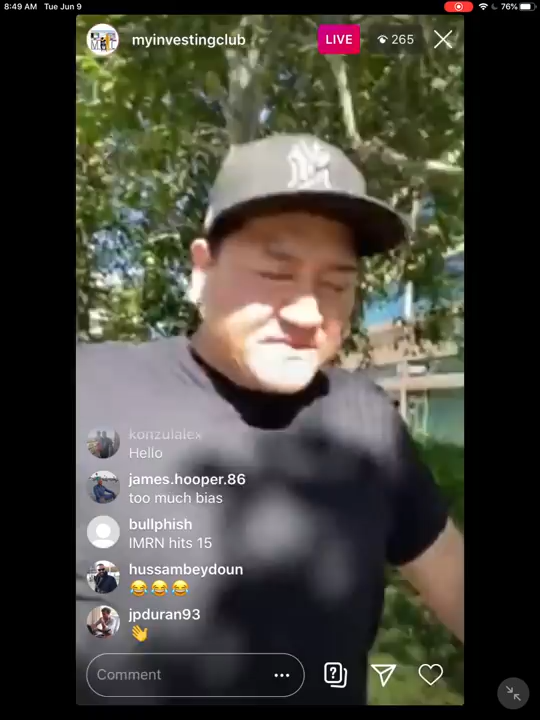 8:49 AM Tue Jun 9
76%
myinvestingclub
LIVE
265
NY
konzulalex
Hello
james.hooper.86
too much bias
bullphish
IMRN hits 15
hussambeydoun
😂😂😂
jpduran93
👋
Comment